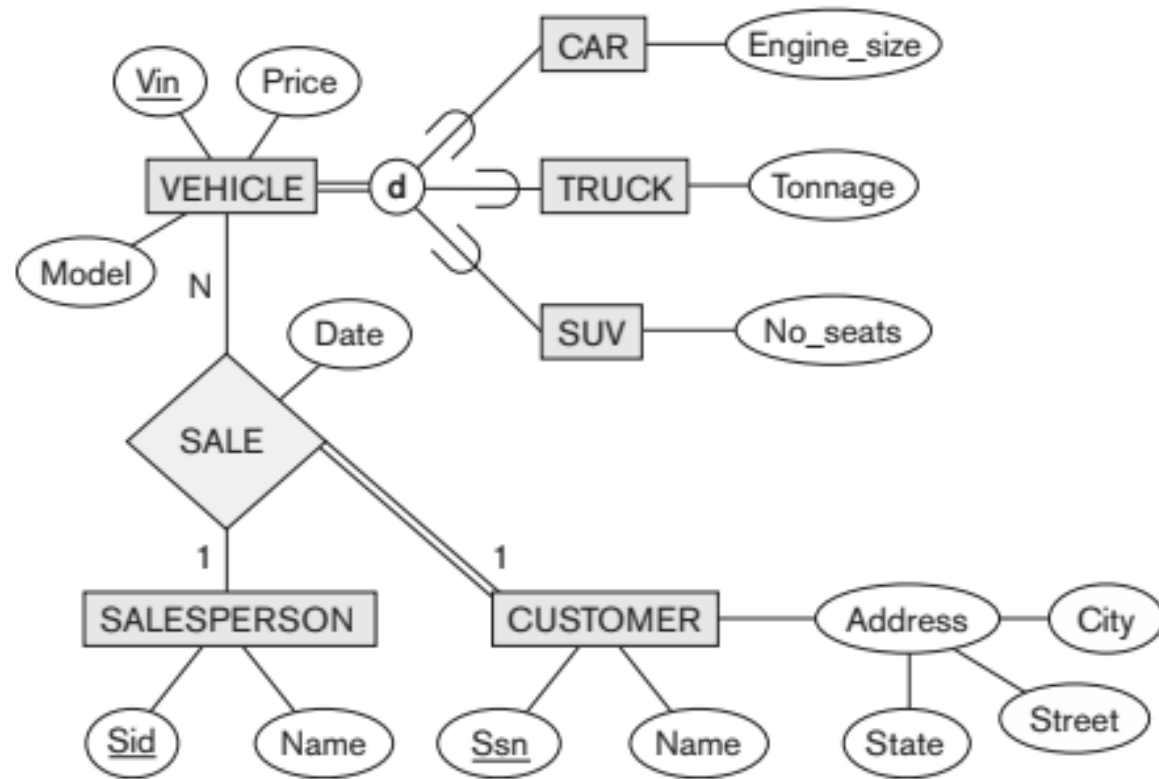 CAR
Engine_size
Vin
Price
VEHICLE
d
TRUCK
Tonnage
Model
N
Date
SUV
No_seats
SALE
1
1
SALESPERSON
CUSTOMER
Address
City
Sid
Name
Ssn
Name
State
Street